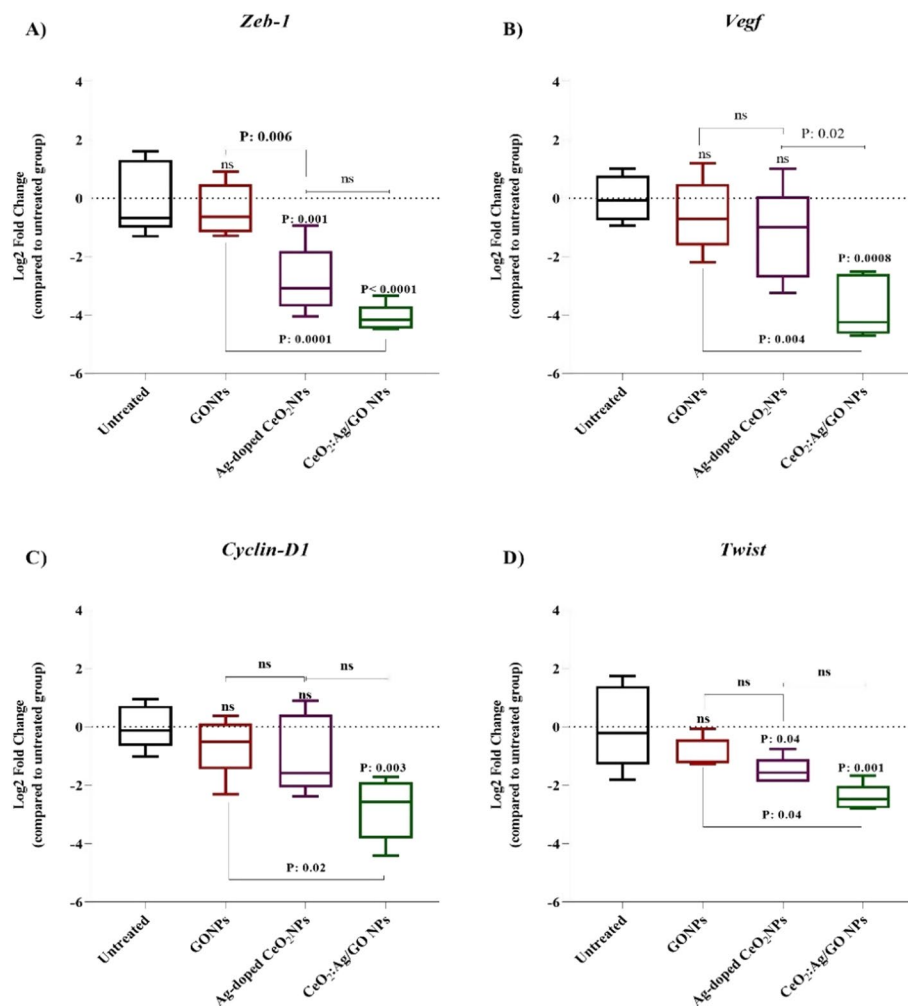 A)
Zeb-1
Log2 Fold Change
(compared to untreated group)
4
2
0
-2
-4
-6
P: 0.006
ns
ns
P: 0.001
P< 0.0001
P: 0.0001
Untreated
GONPs
Ag-doped CeO₂NPs
CeO₂:Ag/GO NPs
B)
Vegf
Log2 Fold Change
(compared to untreated group)
4
2
0
-2
-4
-6
ns
P: 0.02
ns
ns
P: 0.0008
P: 0.004
Untreated
GONPs
Ag-doped CeO₂NPs
CeO₂:Ag/GO NPs
C)
Cyclin-D1
Log2 Fold Change
(compared to untreated group)
4
2
0
-2
-4
-6
ns
ns
ns
ns
P: 0.003
P: 0.02
Untreated
GONPs
Ag-doped CeO₂NPs
CeO₂:Ag/GO NPs
D)
Twist
Log2 Fold Change
(compared to untreated group)
4
2
0
-2
-4
-6
ns
ns
ns
P: 0.04
P: 0.001
P: 0.04
Untreated
GONPs
Ag-doped CeO₂NPs
CeO₂:Ag/GO NPs